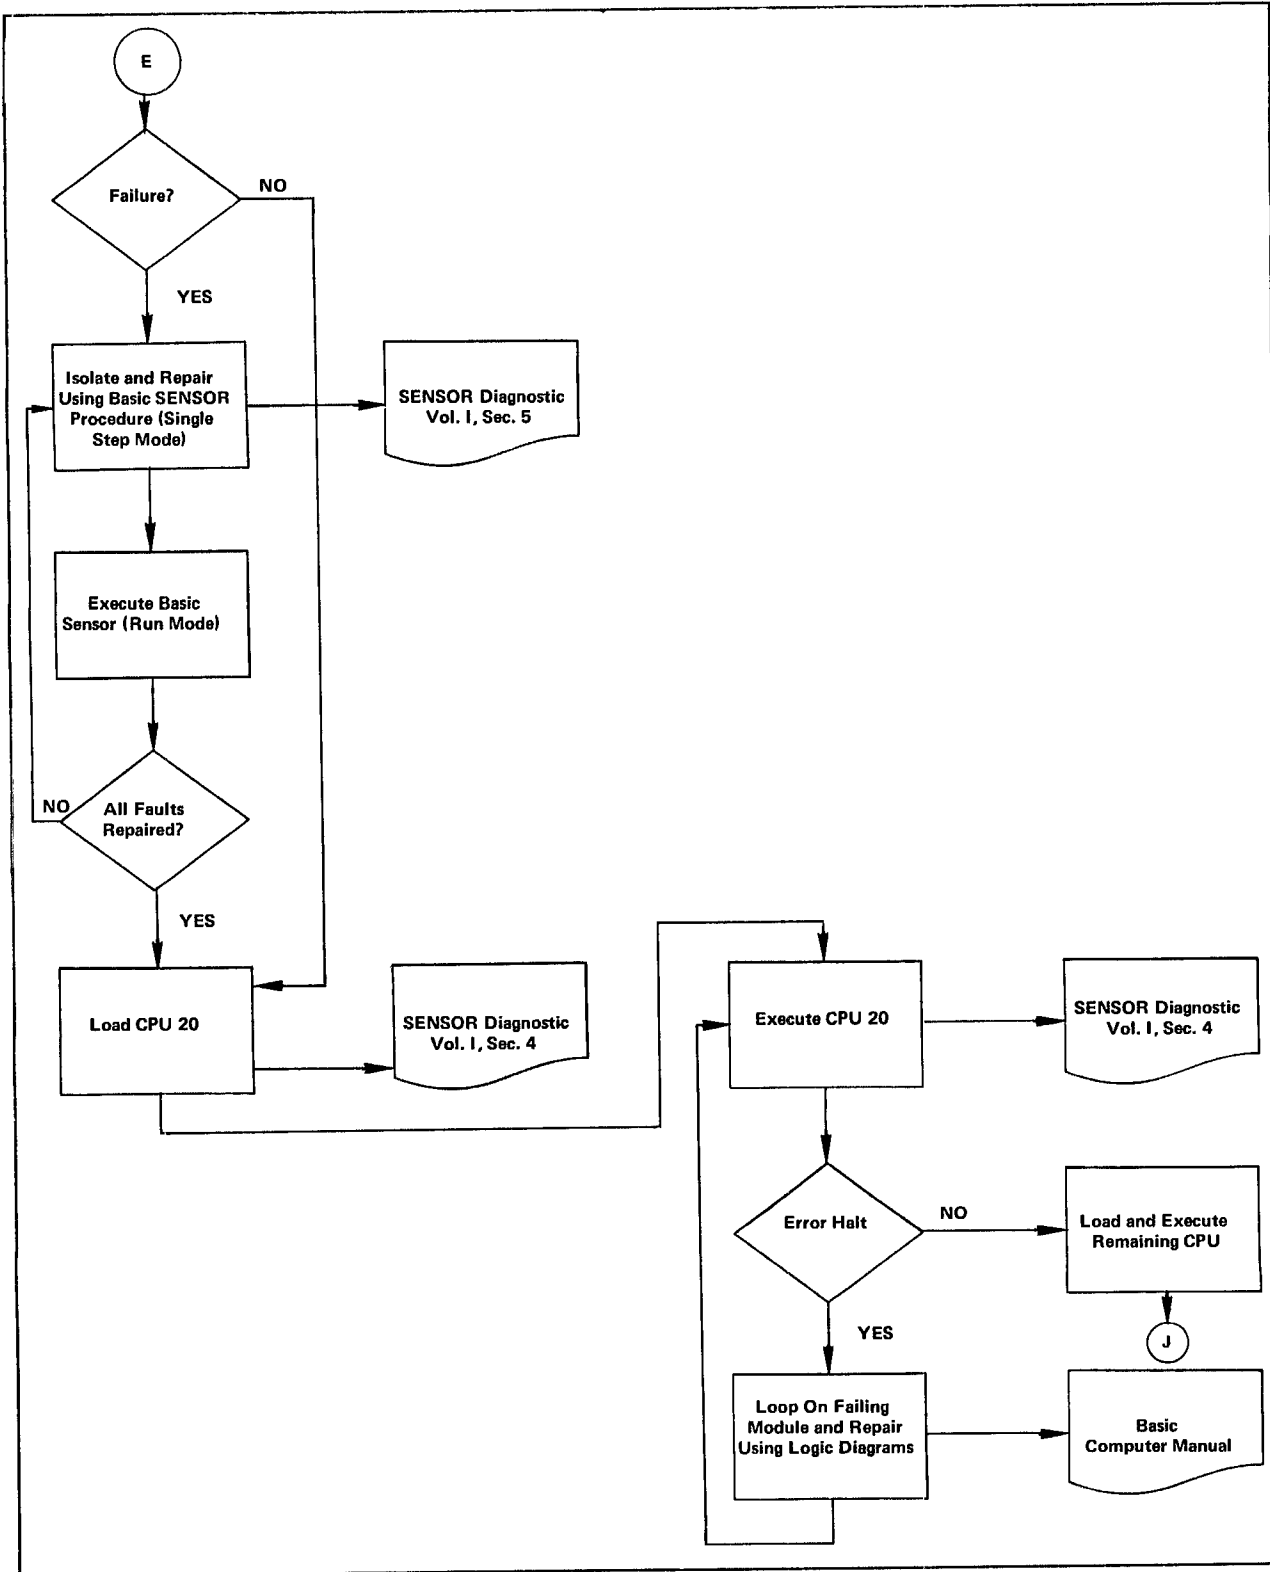 E
Failure?
NO
YES
Isolate and Repair
Using Basic SENSOR
Procedure (Single
Step Mode)
SENSOR Diagnostic
Vol. I, Sec. 5
Execute Basic
Sensor (Run Mode)
NO
All Faults
Repaired?
YES
Load CPU 20
SENSOR Diagnostic
Vol. I, Sec. 4
Execute CPU 20
SENSOR Diagnostic
Vol. I, Sec. 4
Error Halt
NO
Load and Execute
Remaining CPU
YES
J
Loop On Failing
Module and Repair
Using Logic Diagrams
Basic
Computer Manual